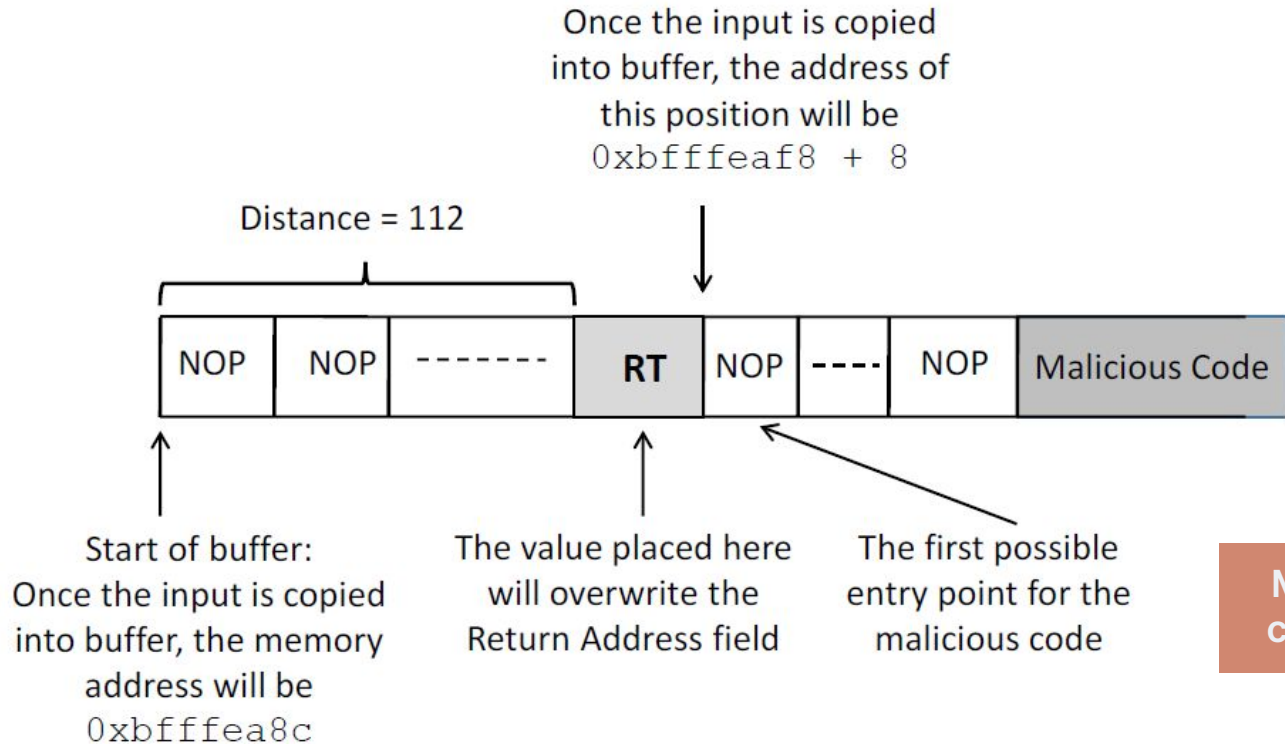 Once the input is copied
into buffer, the address of
this position will be
0xbfffeaf8 + 8
Distance = 112
NOP NOP RT NOP NOP Malicious Code
Start of buffer:
Once the input is copied
into buffer, the memory
address will be
0xbfffea8c
The value placed here
will overwrite the
Return Address field
The first possible
entry point for the
malicious code